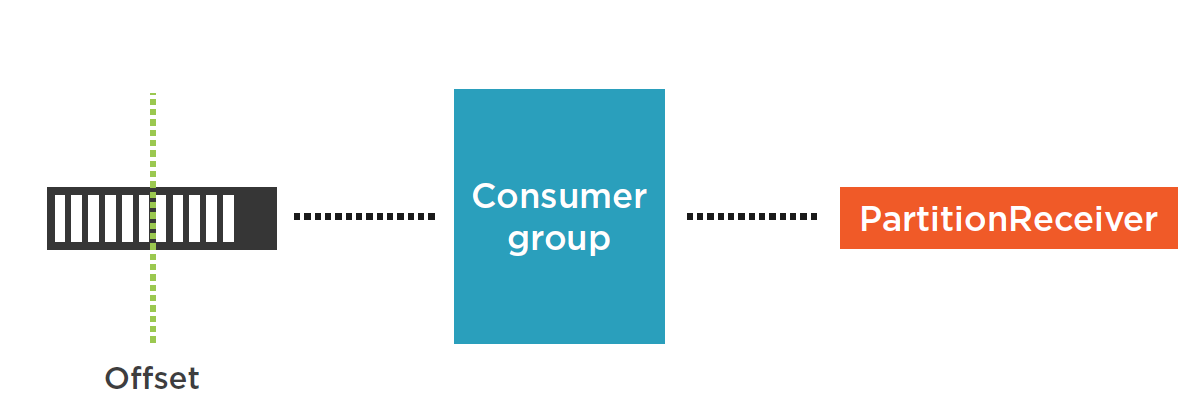 Consumer
group
PartitionReceiver
Offset